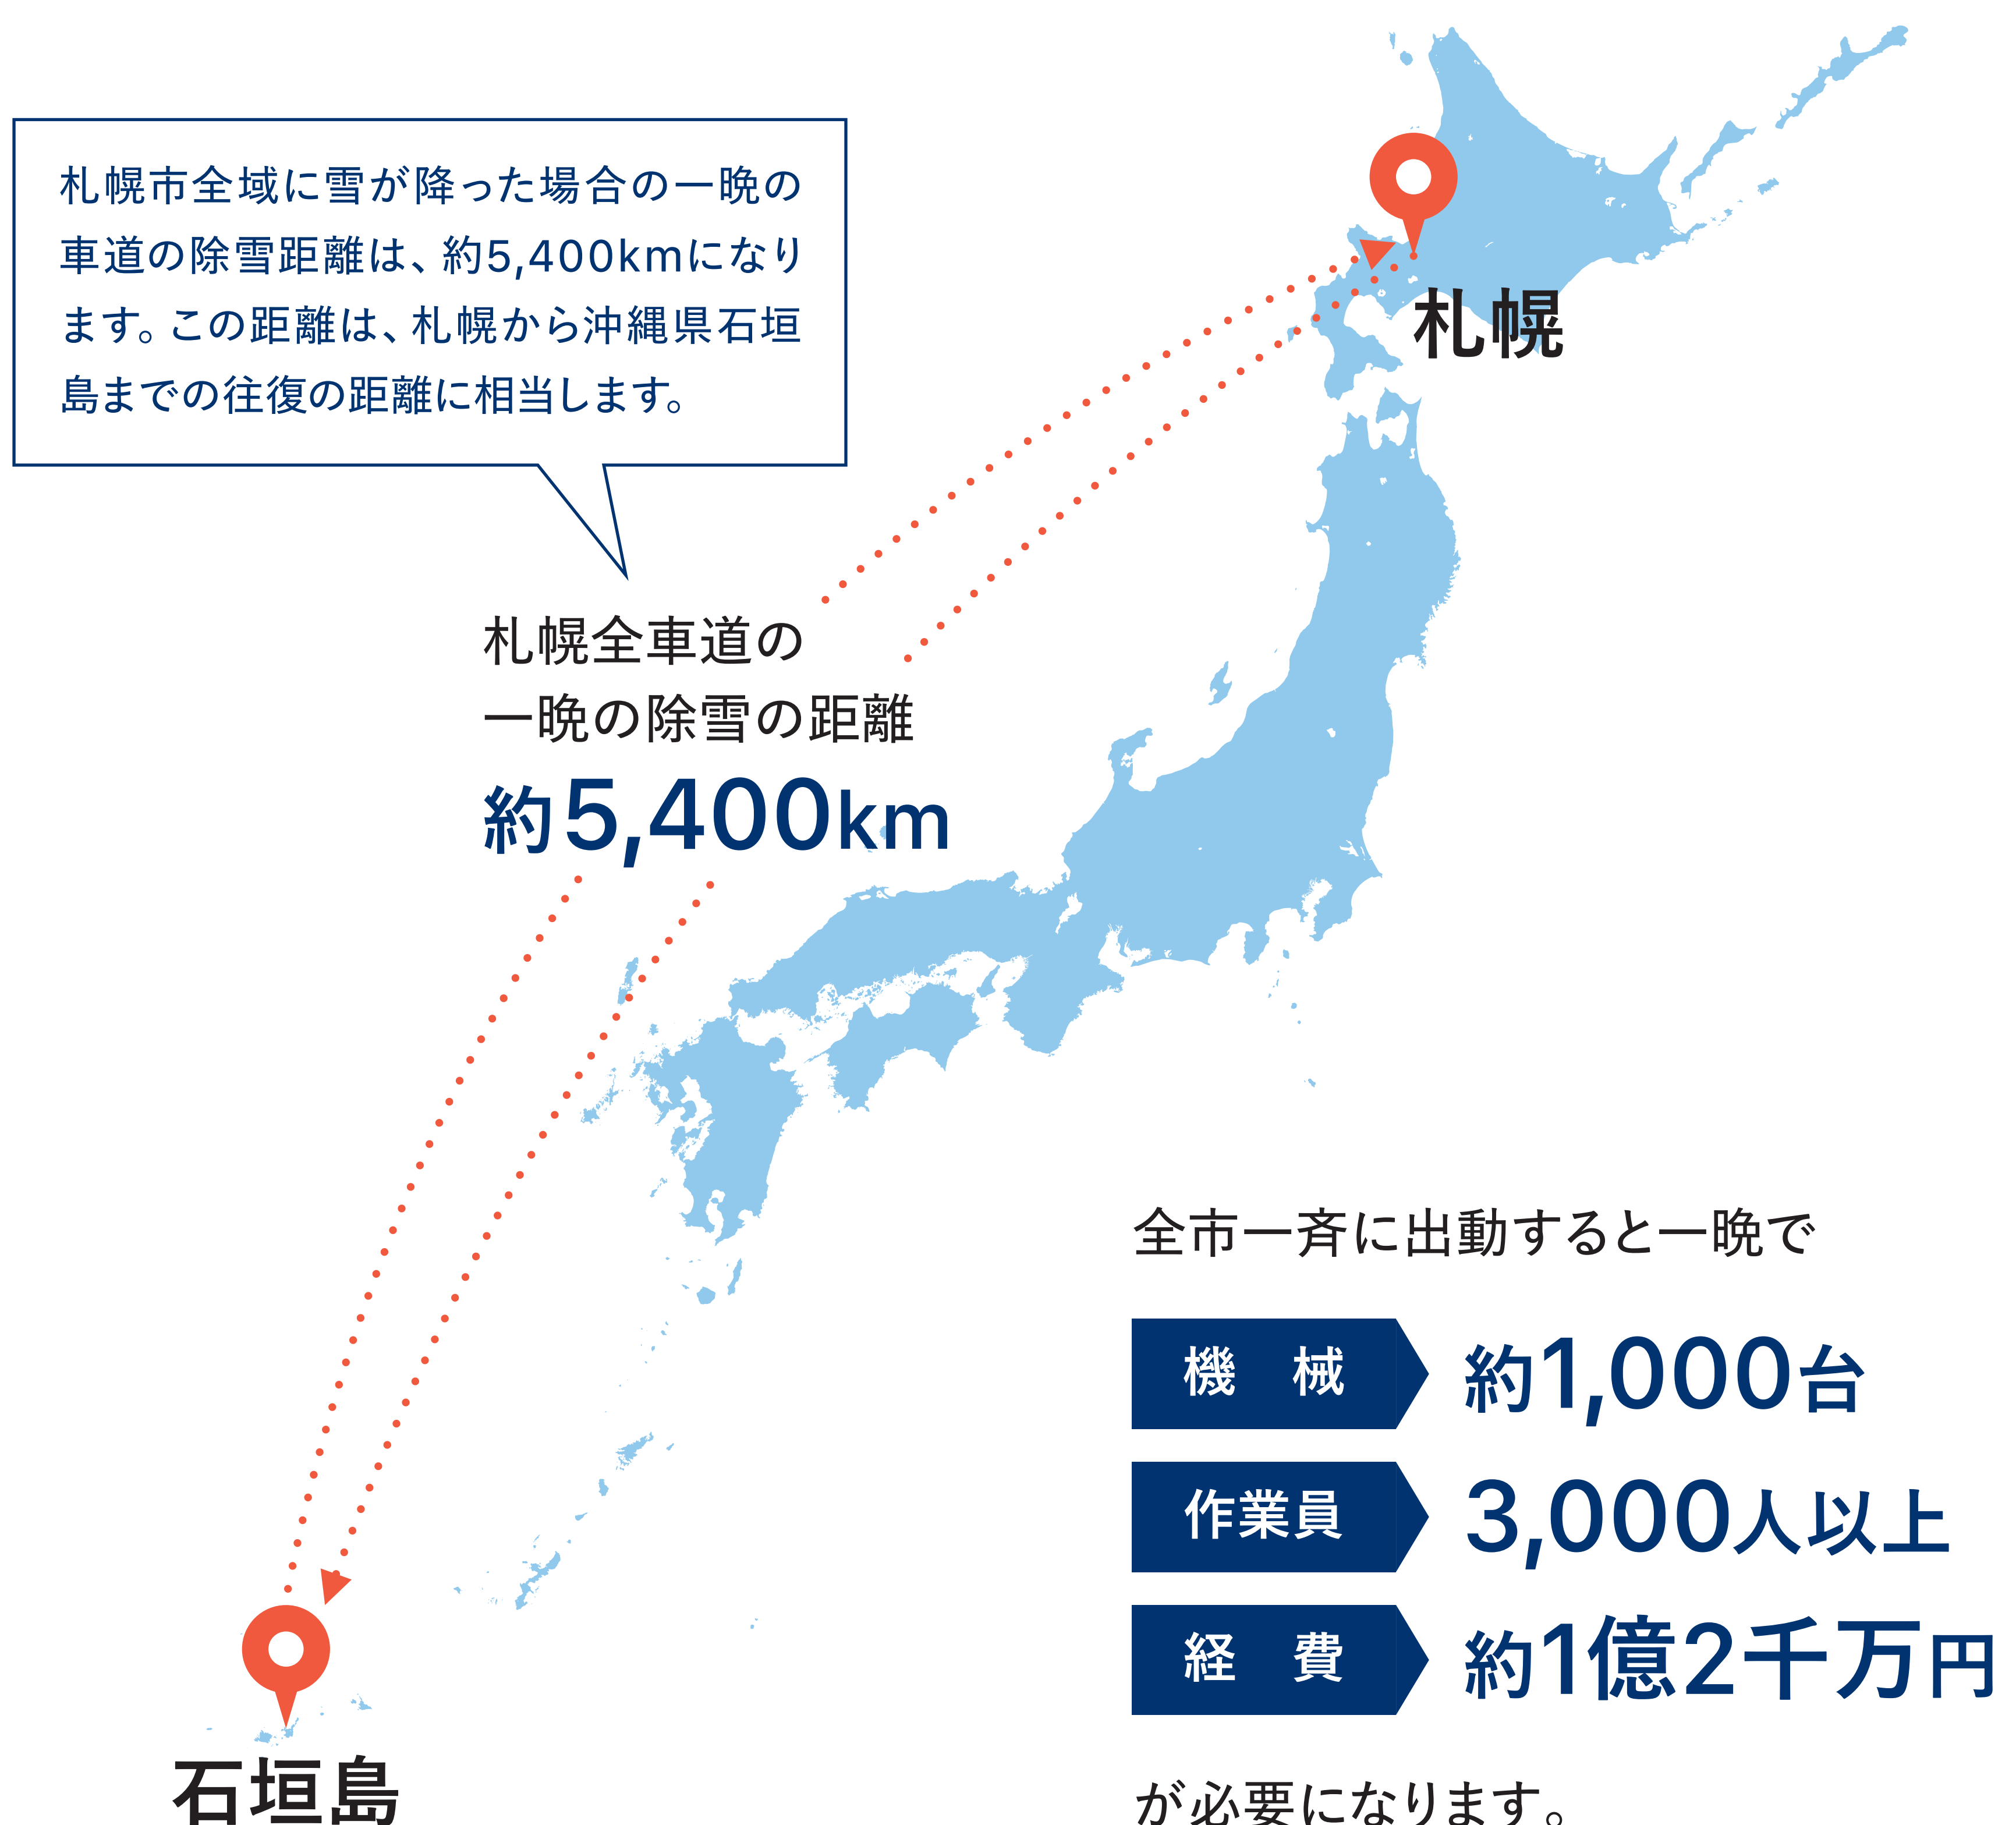 札幌市全域に雪が降った場合の一晩の
車道の除雪距離は、約5,400kmになり
ます。この距離は、札幌から沖縄県石垣
島までの往復の距離に相当します。
札幌
札幌全車道の
一晩の除雪の距離
約5,400km
全市一斉に出動すると一晩で
機　械 約1,000台
作業員 3,000人以上
経　費 約1億2千万円
が必要になります。
石垣島